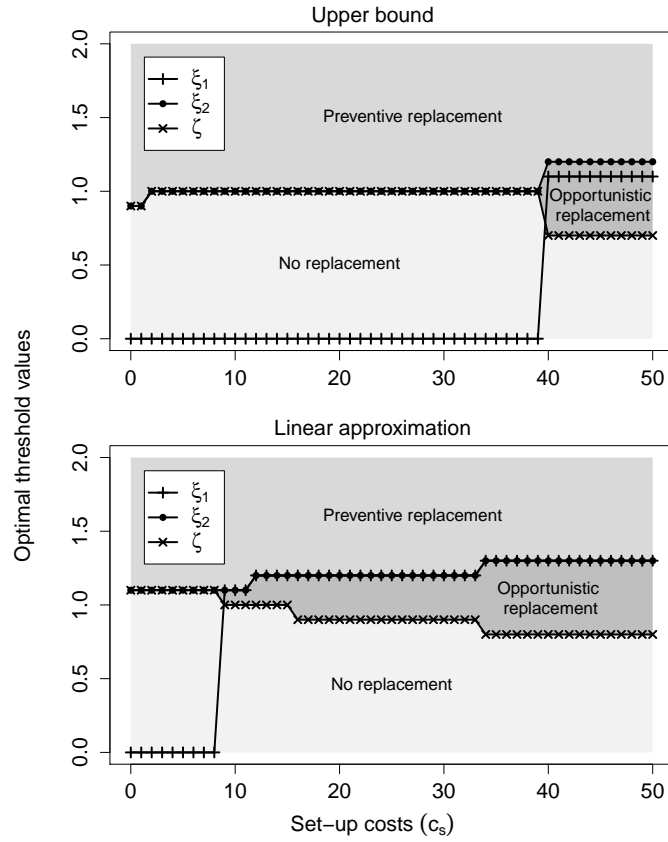 Upper bound
2.0
1.5
1.0
0.5
0.0
ξ1
ξ2
ζ
Preventive replacement
Opportunistic
replacement
No replacement
0 10 20 30 40 50
Linear approximation
2.0
1.5
1.0
0.5
0.0
ξ1
ξ2
ζ
Preventive replacement
Opportunistic
replacement
No replacement
0 10 20 30 40 50
Set−up costs (cs)
Optimal threshold values